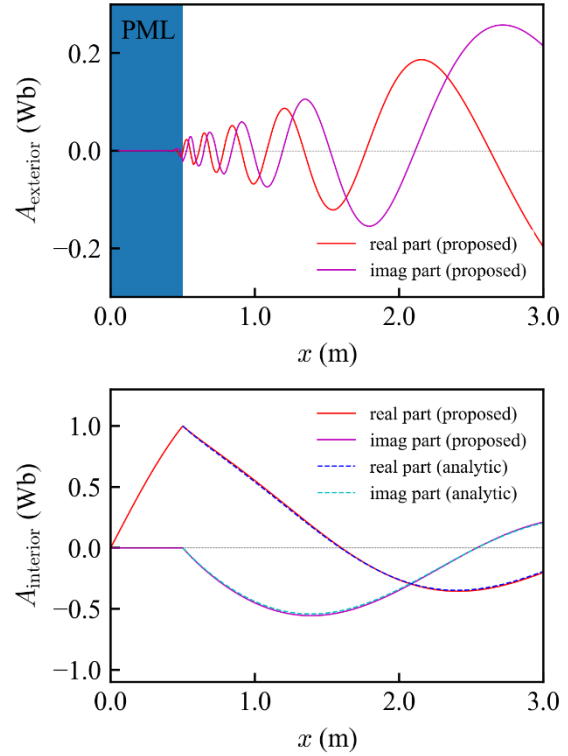 PML
A_exterior (Wb)
0.2
0.0
−0.2
real part (proposed)
imag part (proposed)
0.0 1.0 2.0 3.0
x (m)
A_interior (Wb)
1.0
0.5
0.0
−0.5
−1.0
real part (proposed)
imag part (proposed)
real part (analytic)
imag part (analytic)
0.0 1.0 2.0 3.0
x (m)